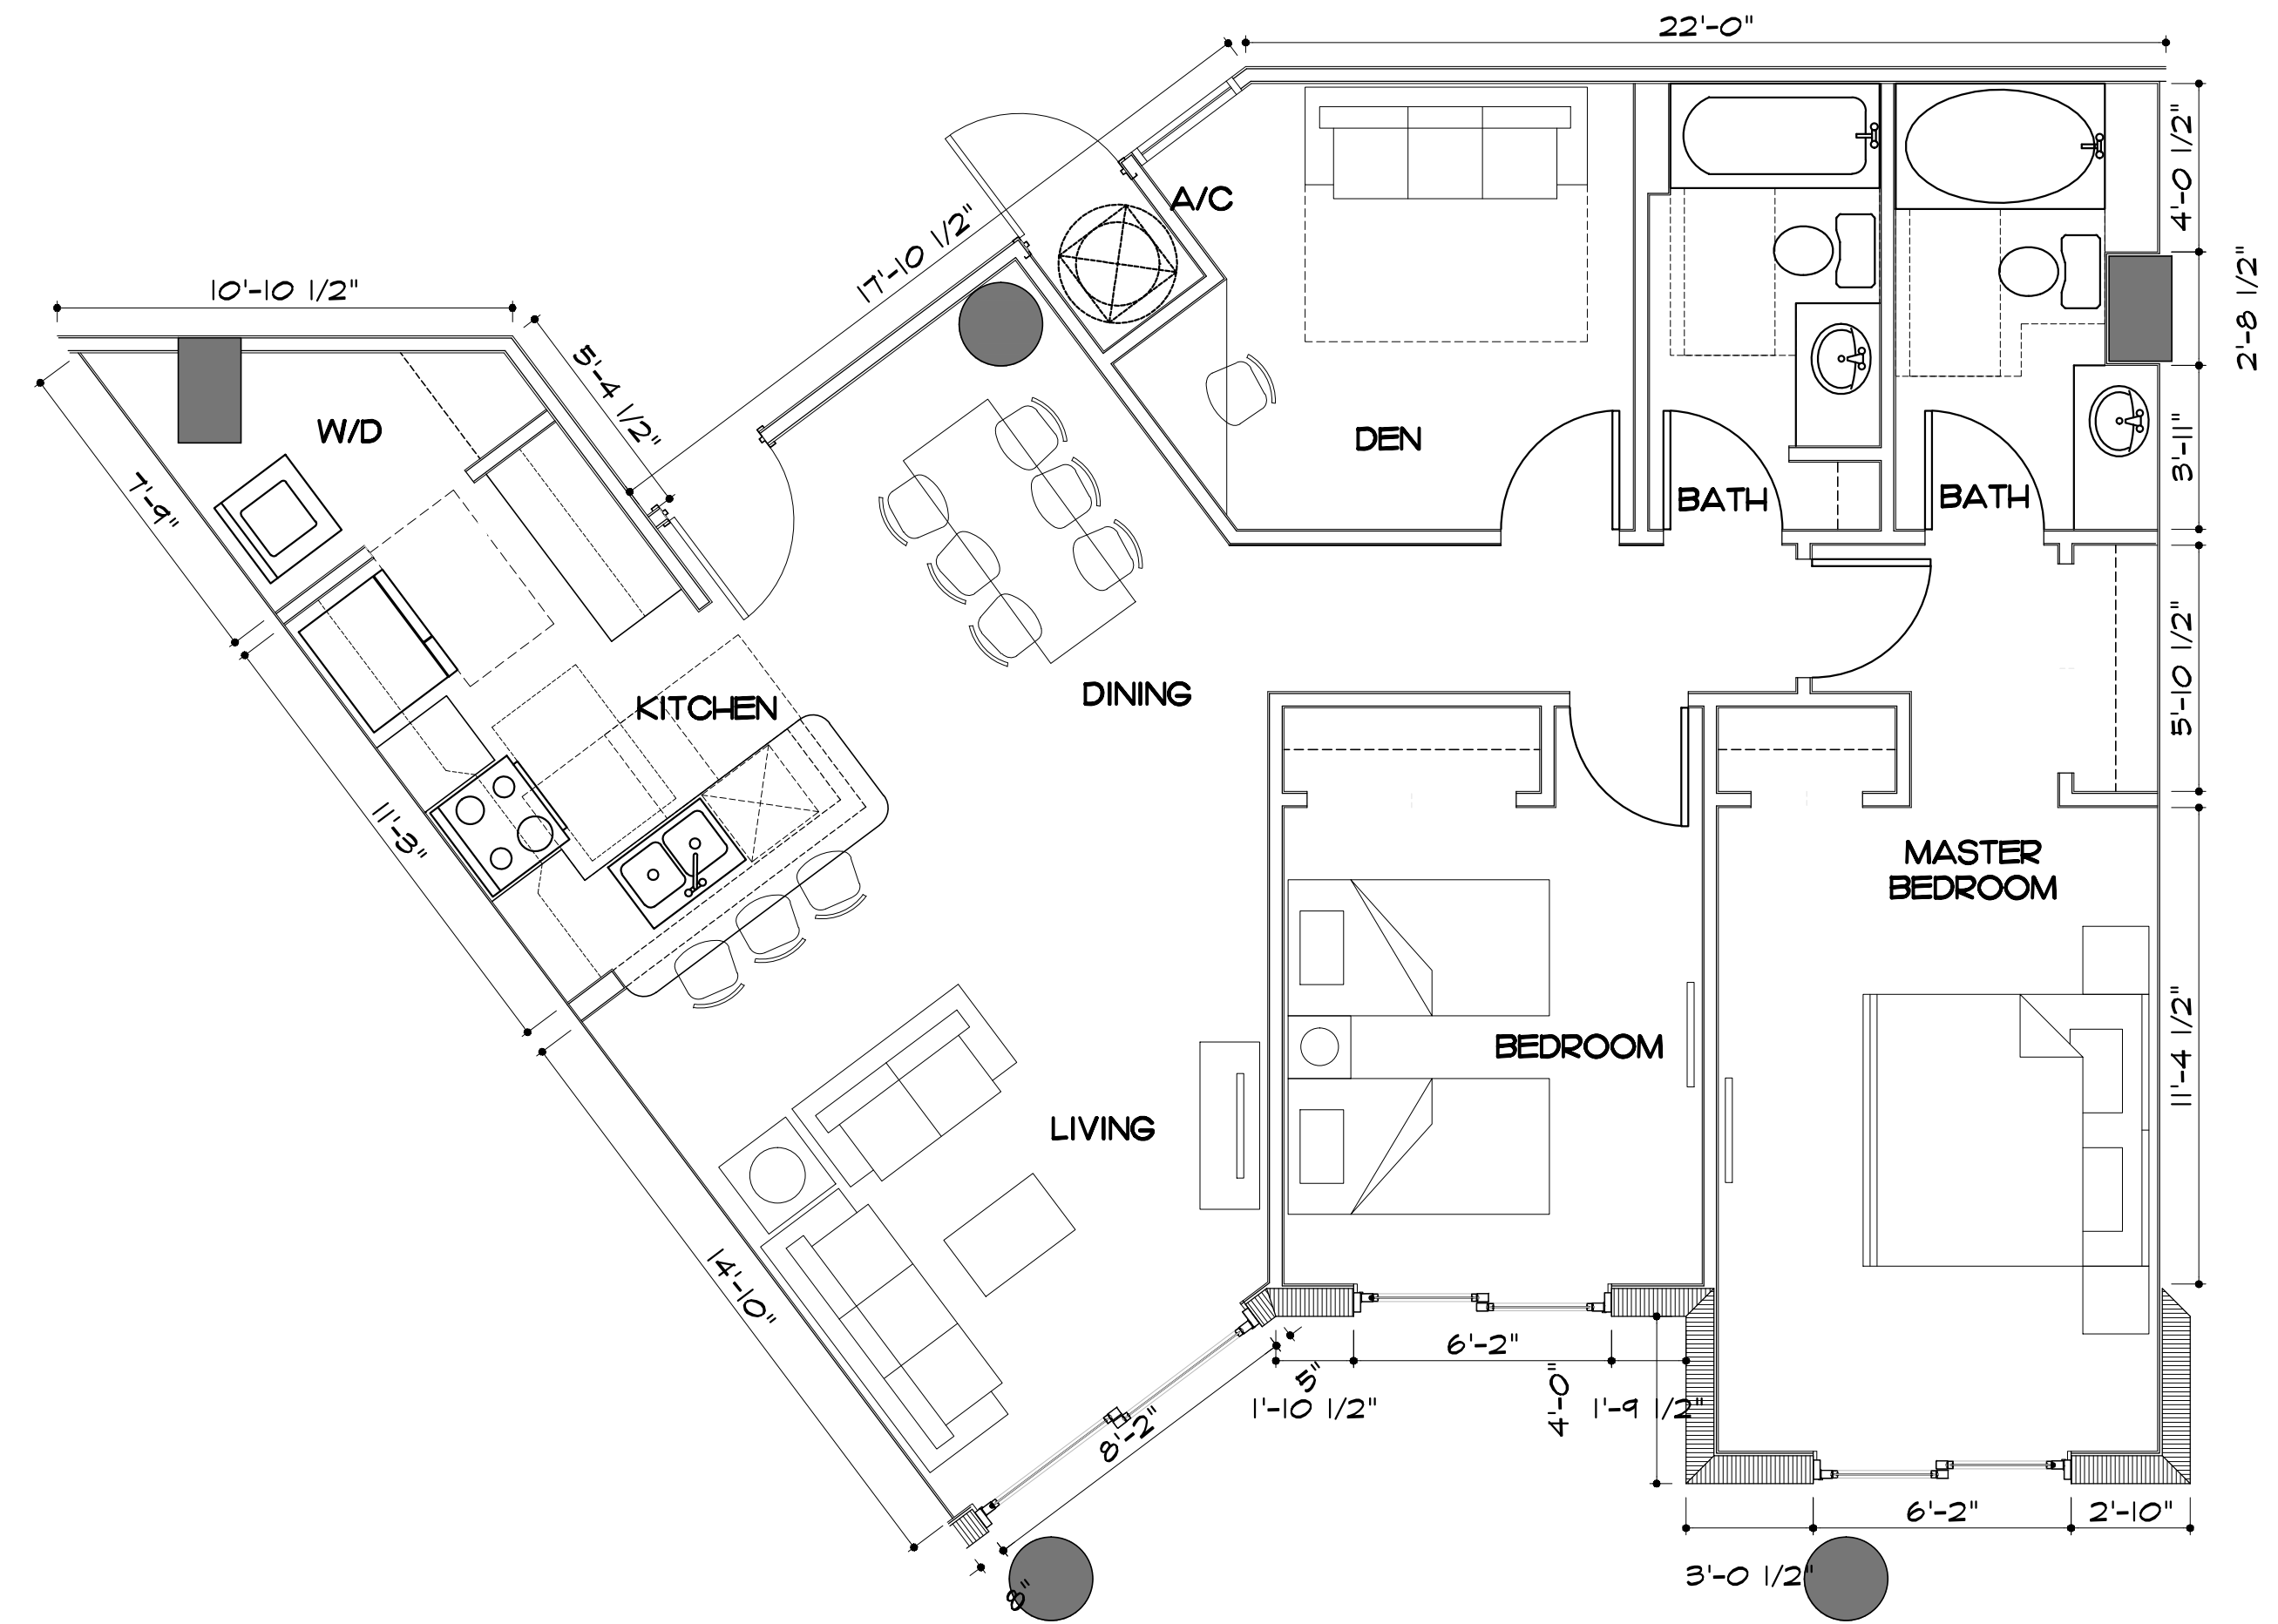 22'-0"
4'-0 1/2"
A/C
17'-10 1/2"
10'-10 1/2"
2'-8 1/2"
5'-4 1/2"
W/D
DEN
3'-11"
BATH
BATH
7'-9"
5'-10 1/2"
DINING
KITCHEN
11'-3"
MASTER
BEDROOM
BEDROOM
11'-4 1/2"
LIVING
14'-10"
6'-2"
5"
4'-0"
1'-10 1/2"
1'-9 1/2"
8'-2"
6'-2"
2'-10"
3'-0 1/2"
8"